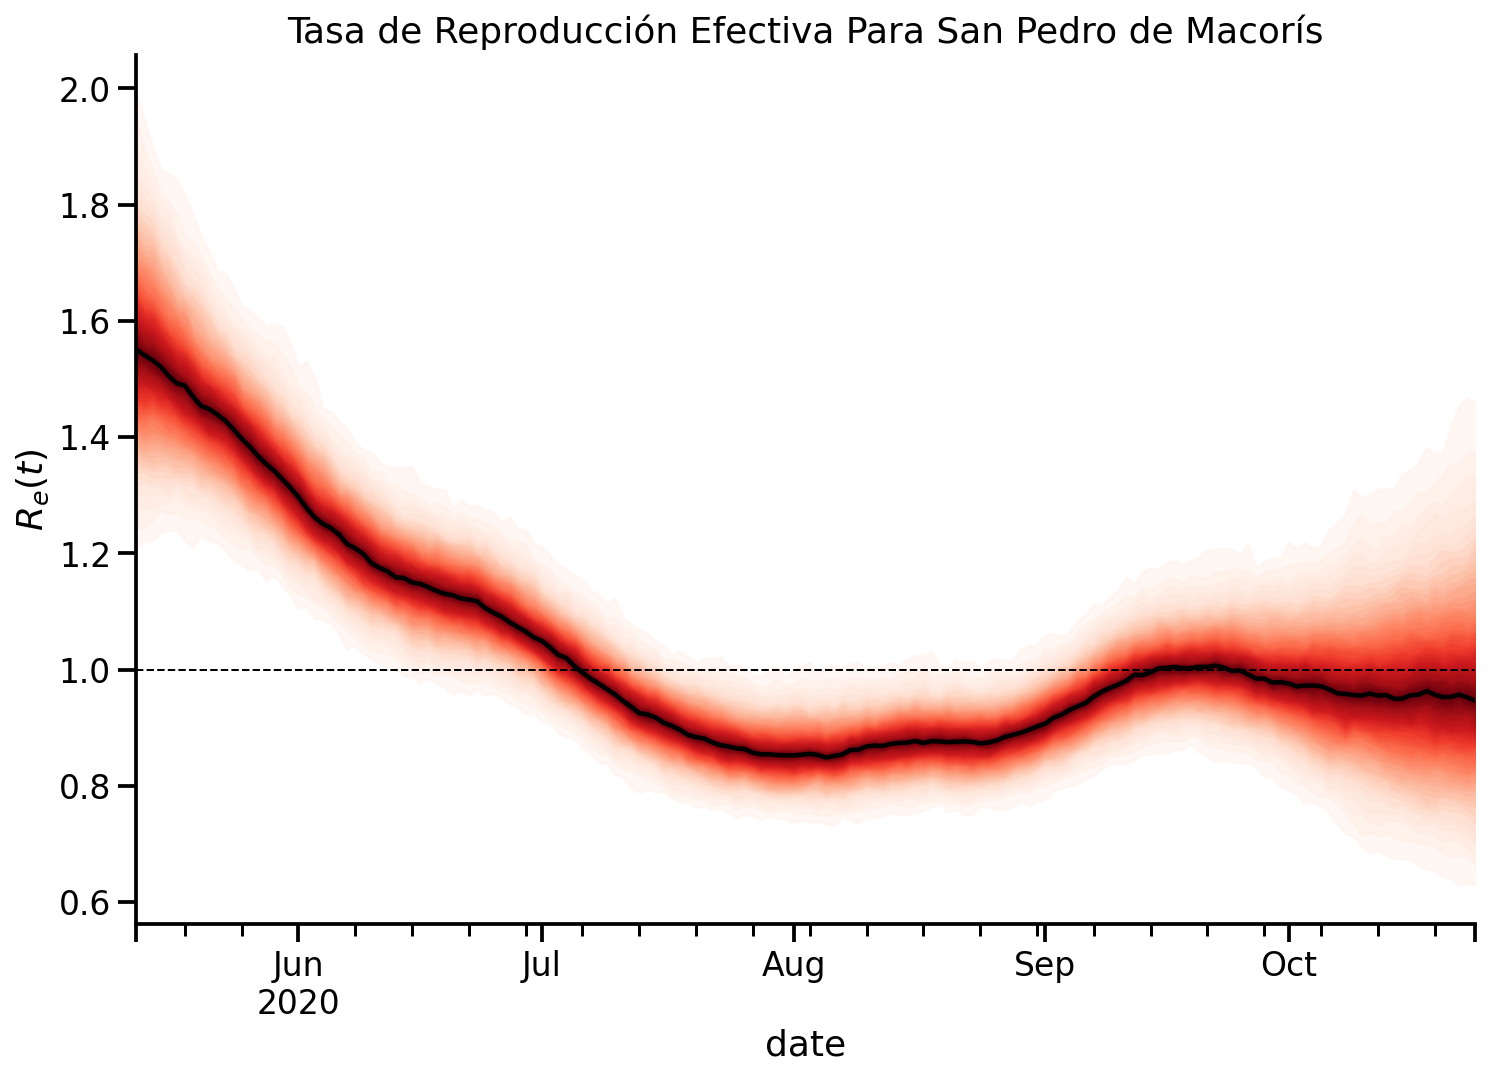 Tasa de Reproducción Efectiva Para San Pedro de Macorís
2.0
1.8
1.6
1.4
1.2
1.0
0.8
0.6
R_e(t)
Jun Jul Aug Sep Oct
2020
date